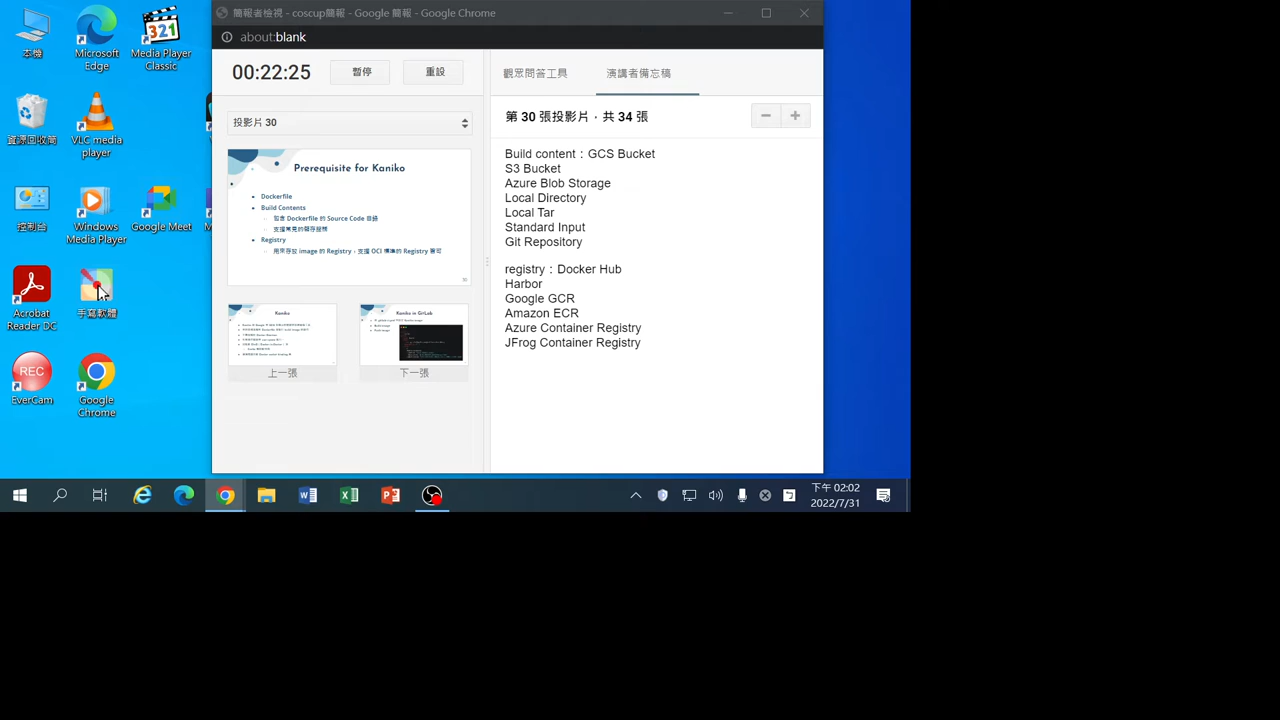 簡報者檢視 - coscup簡報 - Google 簡報 - Google Chrome
about:blank
00:22:25
暫停
重設
觀眾問答工具
演講者備忘稿
投影片 30
第 30 張投影片，共 34 張
Prerequisite for Kaniko
Dockerfile
Build Contents
包含 Dockerfile 的 Source Code 目錄
支援常見的儲存服務
Registry
用來存放 image 的 Registry，支援 OCI 標準的 Registry 皆可
30
Kaniko
上一張
Kaniko in GitLab
下一張
Build content：GCS Bucket
S3 Bucket
Azure Blob Storage
Local Directory
Local Tar
Standard Input
Git Repository
registry：Docker Hub
Harbor
Google GCR
Amazon ECR
Azure Container Registry
JFrog Container Registry
本機
Microsoft Edge
Media Player Classic
321
資源回收筒
VLC media player
控制台
Windows Media Player
Google Meet
Acrobat Reader DC
手寫軟體
REC
EverCam
Google Chrome
下午 02:02
2022/7/31